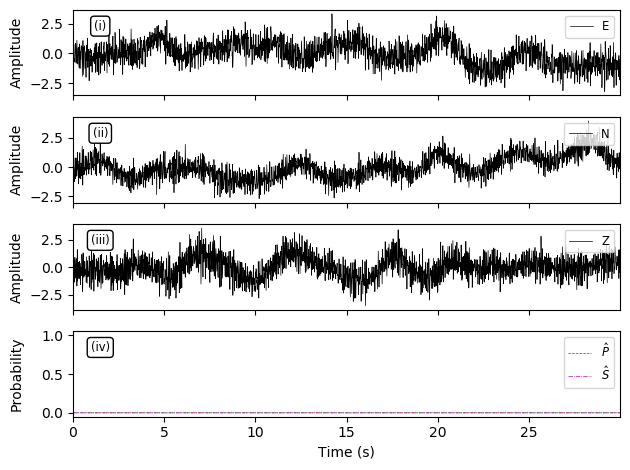 2.5
0.0
−2.5
Amplitude
(i)
E
2.5
0.0
−2.5
Amplitude
(ii)
N
2.5
0.0
−2.5
Amplitude
(iii)
Z
1.0
0.5
0.0
Probability
(iv)
P̂
Ŝ
0 5 10 15 20 25
Time (s)